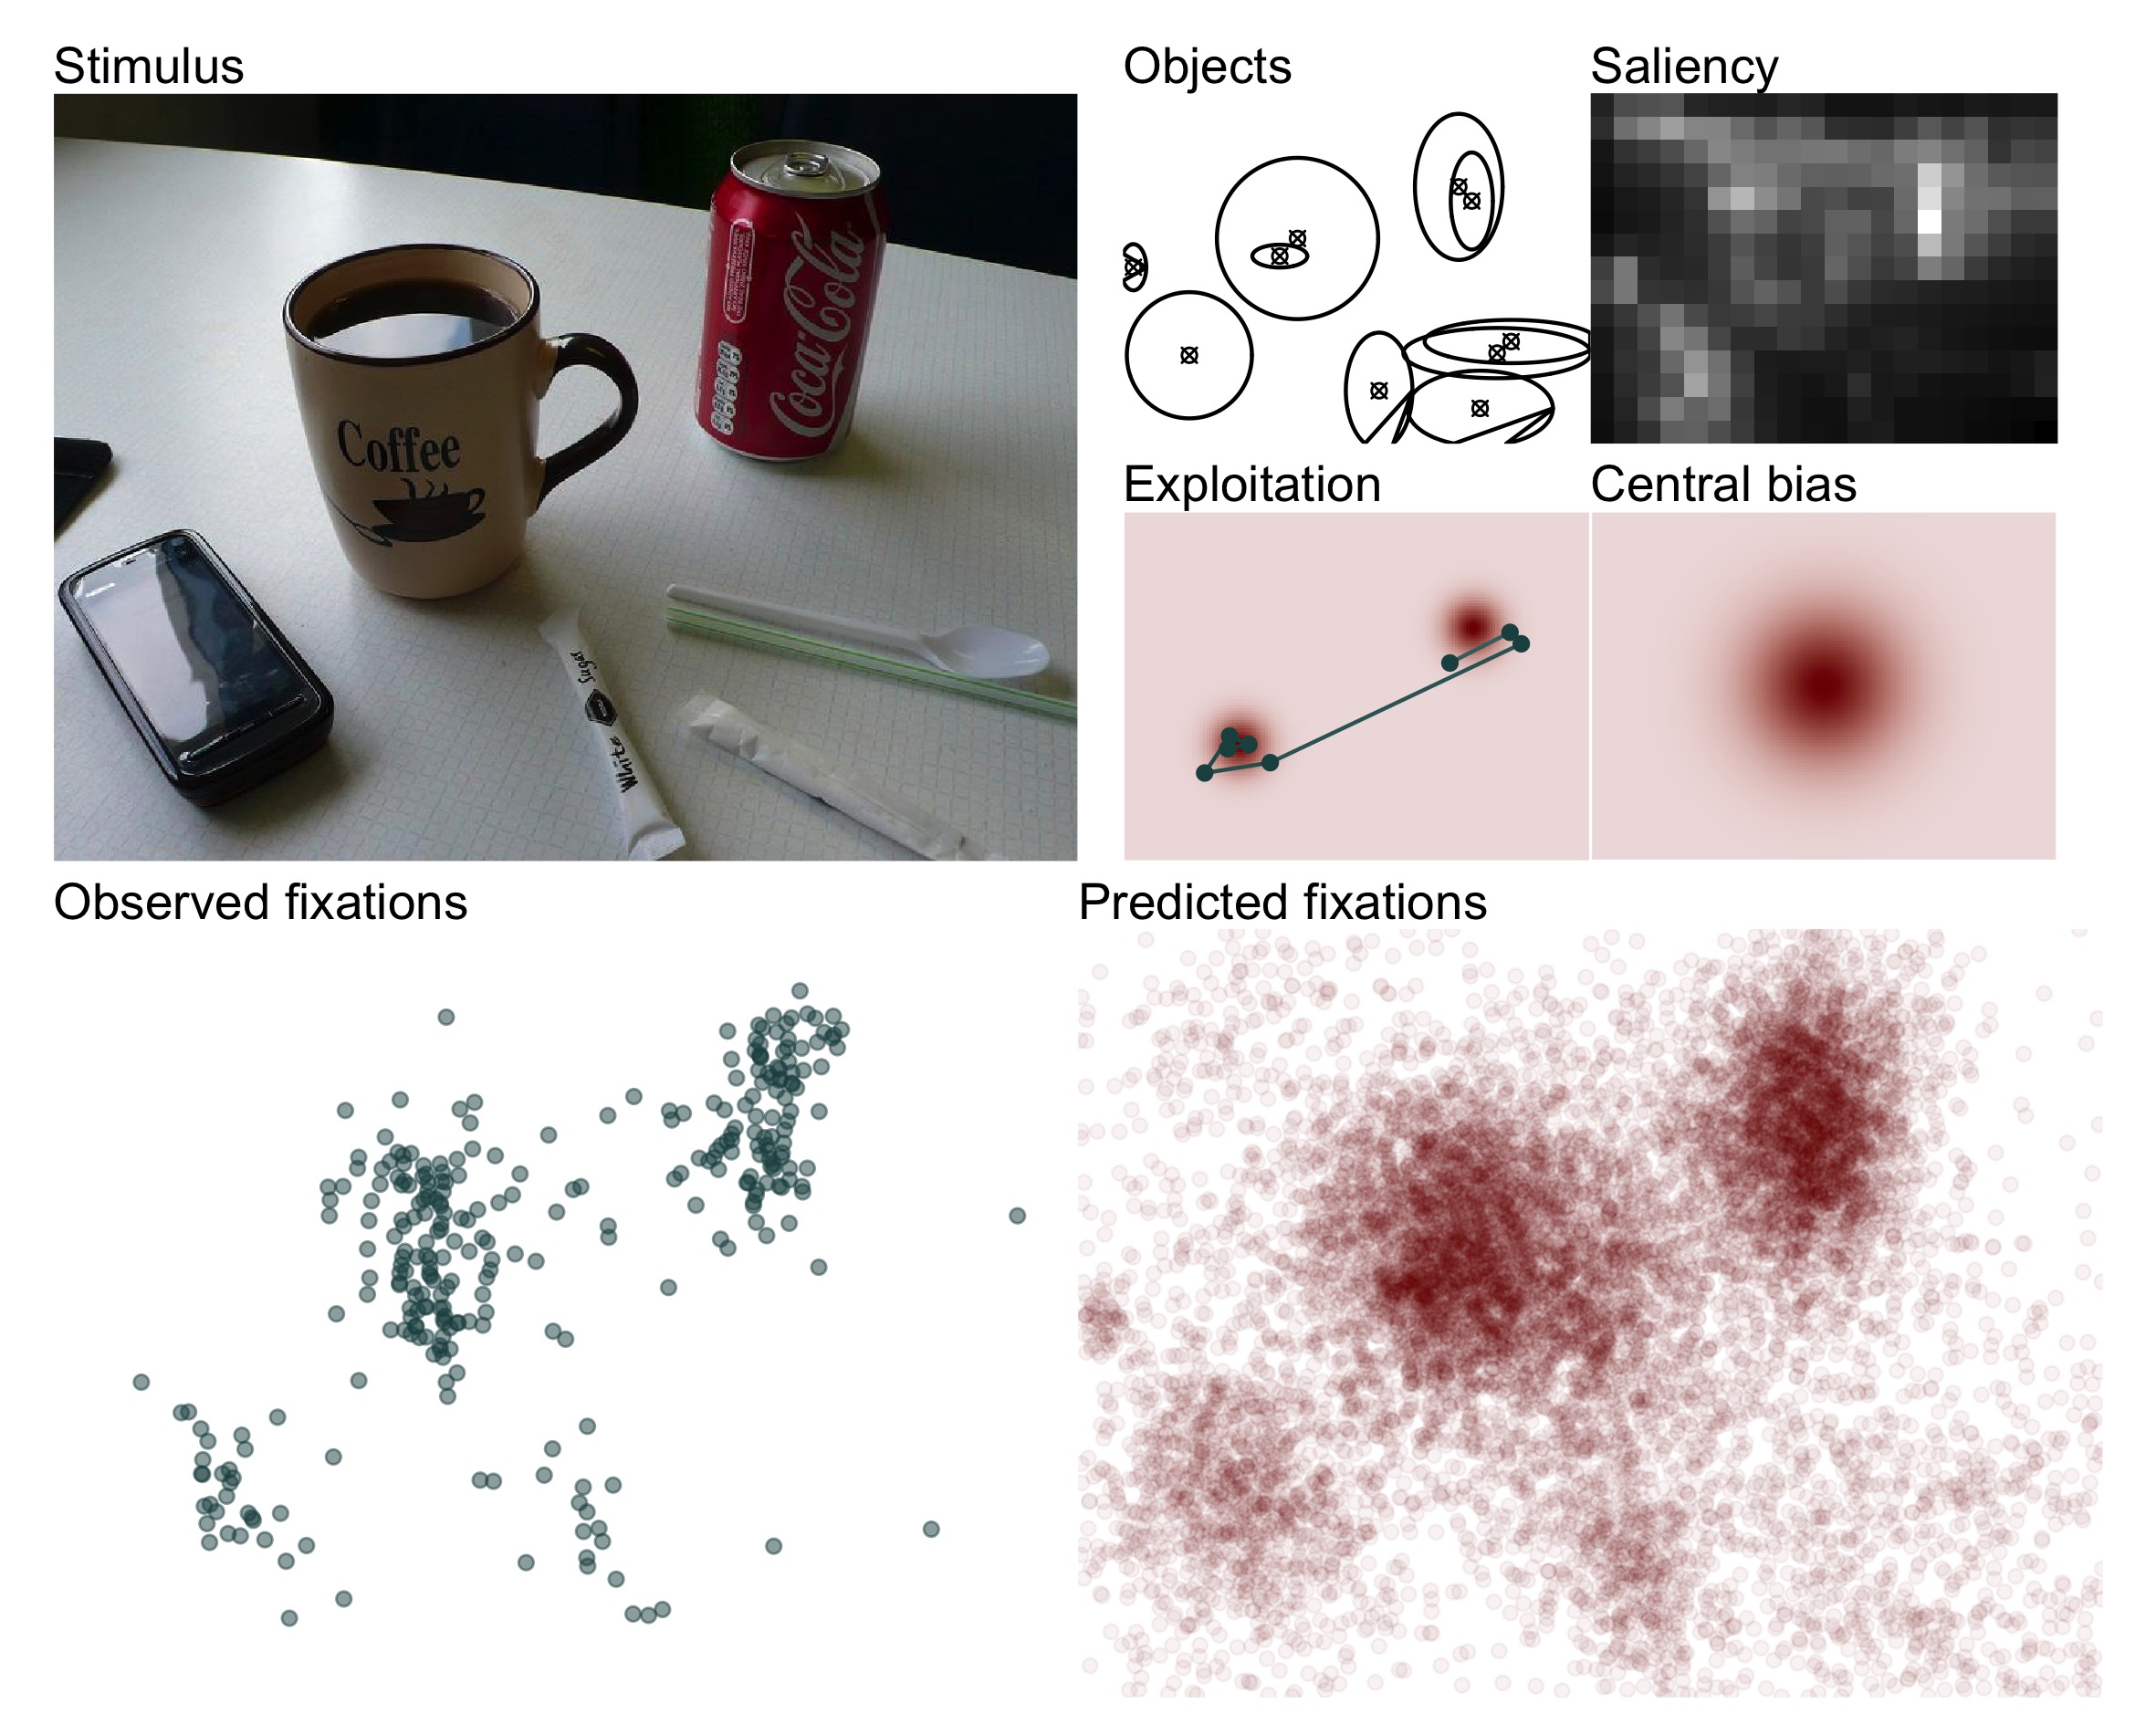 Stimulus
Objects
Saliency
Coffee
Coca-Cola
White
Sugar
Exploitation
Central bias
Observed fixations
Predicted fixations